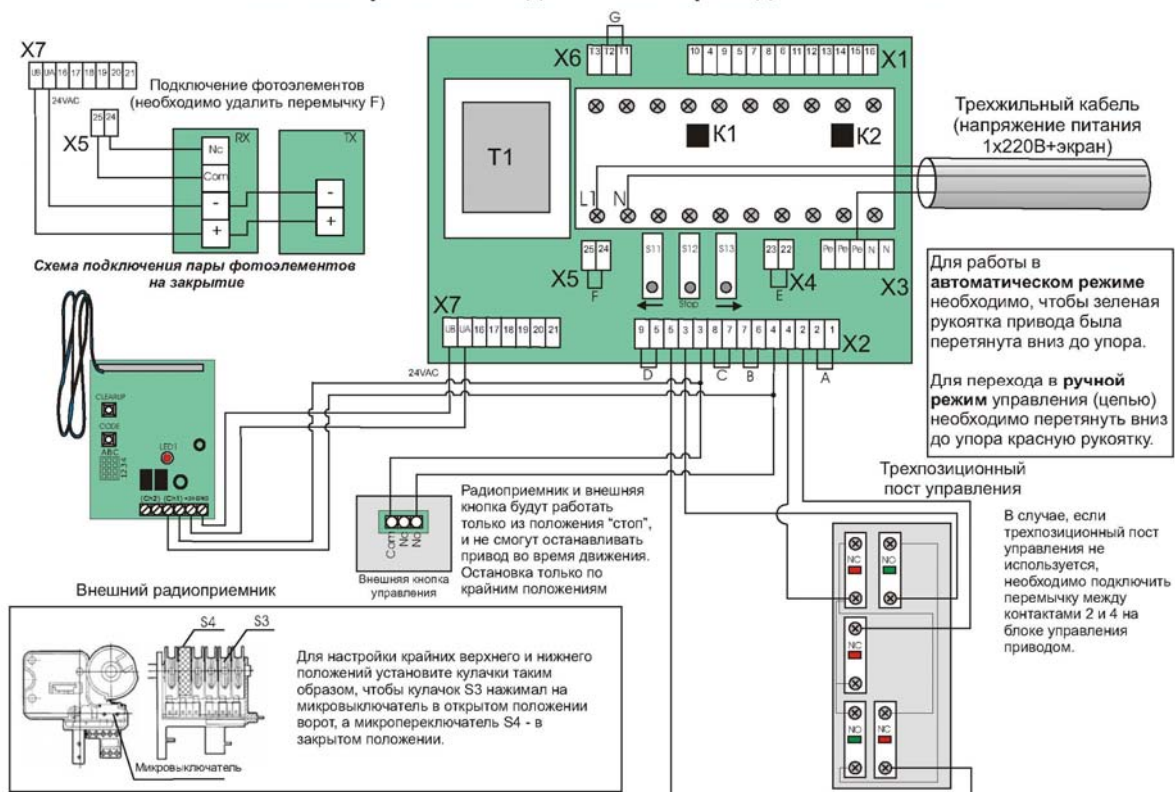 G
X7
UB UA 16 17 18 19 20 21
24VAC
Подключение фотоэлементов
(необходимо удалить перемычку F)
25 24
X5
RX
TX
Nc
Com
-
+
-
+
Схема подключения пары фотоэлементов
на закрытие
X6
T3 T2 T1
10 4 9 5 7 8 6 11 12 13 14 15 16
X1
T1
K1
K2
L1 N
25 24
X5
F
S11
S12
S13
Stop
23 22
X4
E
Pe Pe Pe N N
X3
X7
UB UA 16 17 18 19 20 21
24VAC
9 5 5 3 3 8 7 7 6 4 4 2 2 1
X2
D
C
B
A
Трехжильный кабель
(напряжение питания
1x220В+экран)
Для работы в
автоматическом режиме
необходимо, чтобы зеленая
рукоятка привода была
перетянута вниз до упора.
Для перехода в ручной
режим управления (цепью)
необходимо перетянуть вниз
до упора красную рукоятку.
CLEARUP
CODE
ABC
1234
LED1
(Ch2) (Ch1)
Внешний радиоприемник
Com
Nc
No
Внешняя кнопка
управления
Радиоприемник и внешняя
кнопка будут работать
только из положения "стоп",
и не смогут останавливать
привод во время движения.
Остановка только по
крайним положениям
Трехпозиционный
пост управления
NC
NO
NC
NO
NC
В случае, если
трехпозиционный пост
управления не
используется,
необходимо подключить
перемычку между
контактами 2 и 4 на
блоке управления
приводом.
S4
S3
Микровыключатель
Для настройки крайних верхнего и нижнего
положений установите кулачки таким
образом, чтобы кулачок S3 нажимал на
микровыключатель в открытом положении
ворот, а микропереключатель S4 - в
закрытом положении.